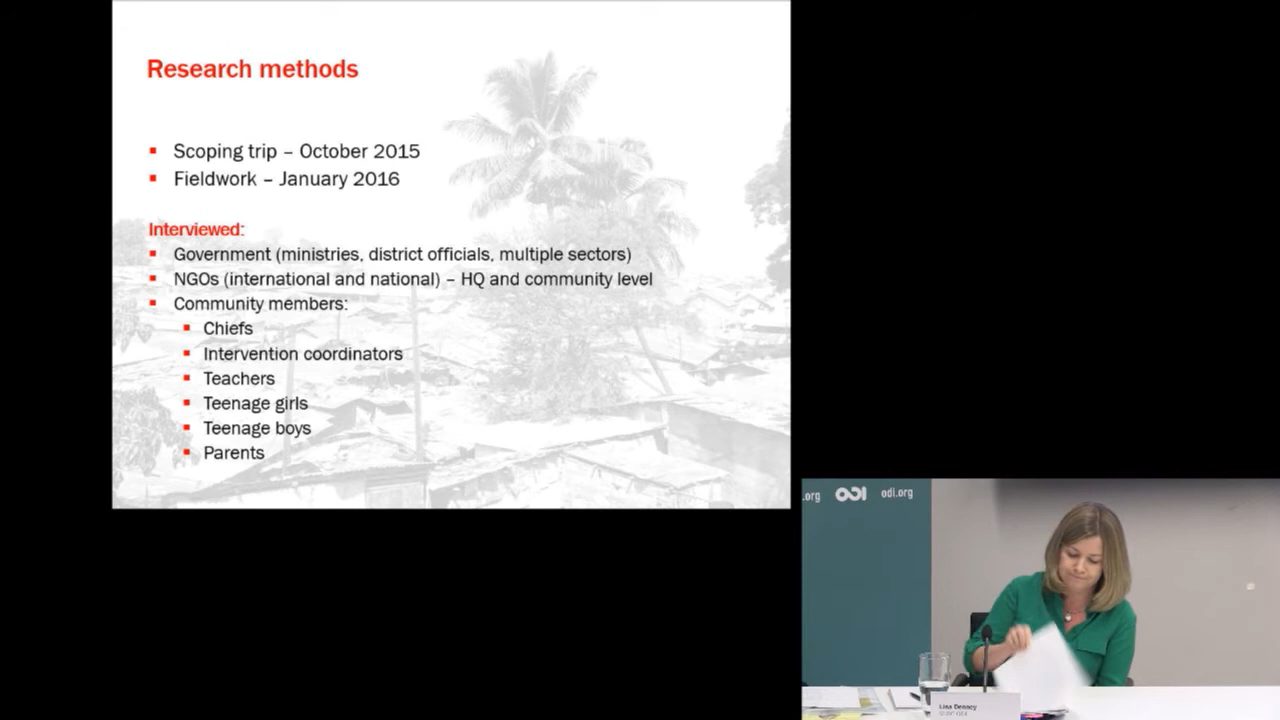 Research methods
Scoping trip – October 2015
Fieldwork – January 2016
Interviewed:
Government (ministries, district officials, multiple sectors)
NGOs (international and national) – HQ and community level
Community members:
Chiefs
Intervention coordinators
Teachers
Teenage girls
Teenage boys
Parents
.org ODI odi.org
Lisa Denney